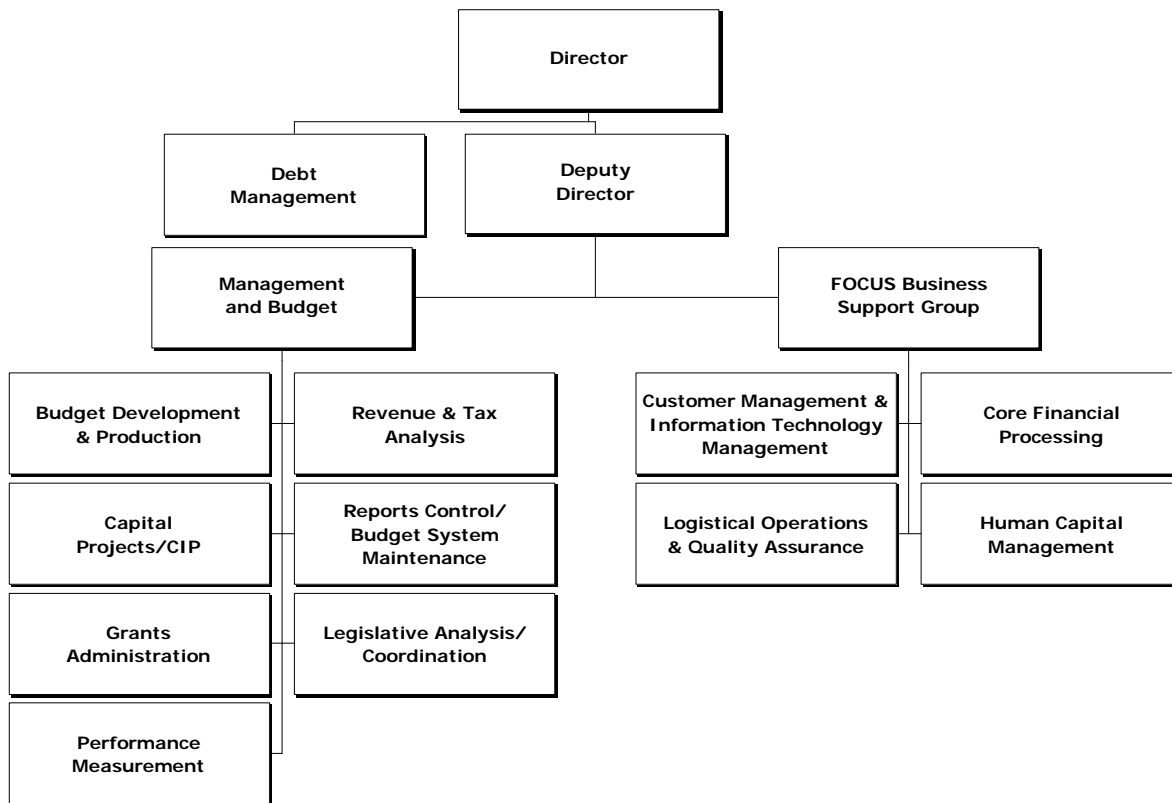 Director
Debt
Management
Deputy
Director
Management
and Budget
FOCUS Business
Support Group
Budget Development
& Production
Revenue & Tax
Analysis
Customer Management &
Information Technology
Management
Core Financial
Processing
Capital
Projects/CIP
Reports Control/
Budget System
Maintenance
Logistical Operations
& Quality Assurance
Human Capital
Management
Grants
Administration
Legislative Analysis/
Coordination
Performance
Measurement